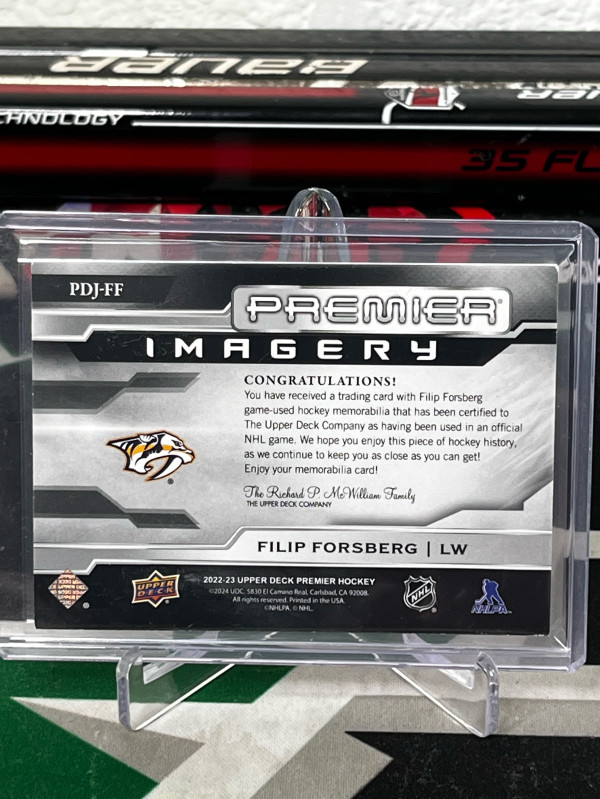 BAUER
UER
CHNOLOGY
35 FL
PDJ-FF
PREMIER
IMAGERY
CONGRATULATIONS!
You have received a trading card with Filip Forsberg
game-used hockey memorabilia that has been certified to
The Upper Deck Company as having been used in an official
NHL game. We hope you enjoy this piece of hockey history,
as we continue to keep you as close as you can get!
Enjoy your memorabilia card!
The Richard P. McWilliam Family
THE UPPER DECK COMPANY
FILIP FORSBERG | LW
UPPER
DECK
2022-23 UPPER DECK PREMIER HOCKEY
©2024 UDC. 5830 El Camino Real, Carlsbad, CA 92008.
All rights reserved. Printed in the USA.
©NHLPA. © NHL.
NHL
NHLPA